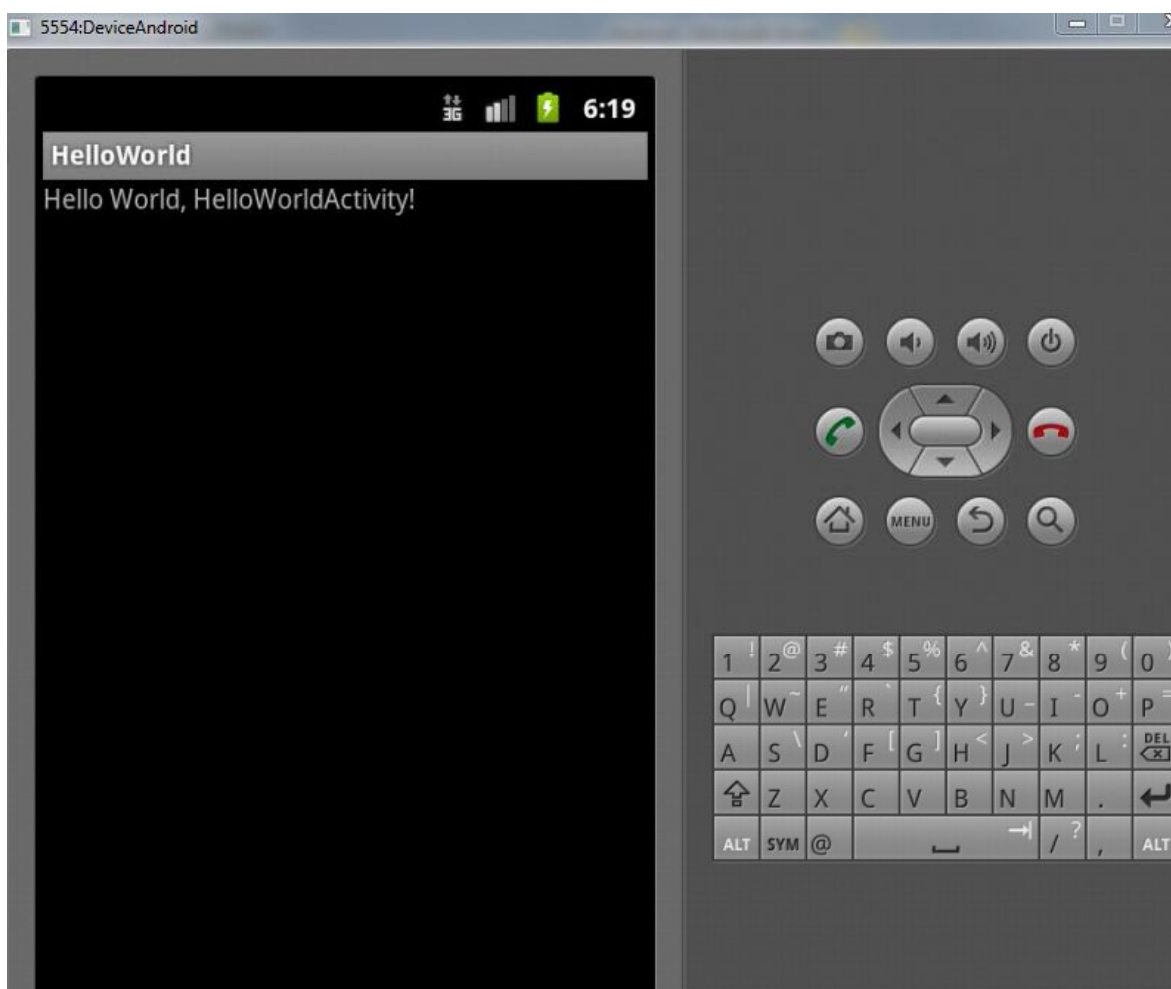 5554:DeviceAndroid
3G 6:19
HelloWorld
Hello World, HelloWorldActivity!
MENU
1 ! 2 @ 3 # 4 $ 5 % 6 ^ 7 & 8 * 9 ( 0 )
Q | W ~ E " R ` T { Y } U _ I - O + P =
A S \ D ' F [ G ] H < J > K ; L : DEL
Z X C V B N M .
ALT SYM @ / ? , ALT